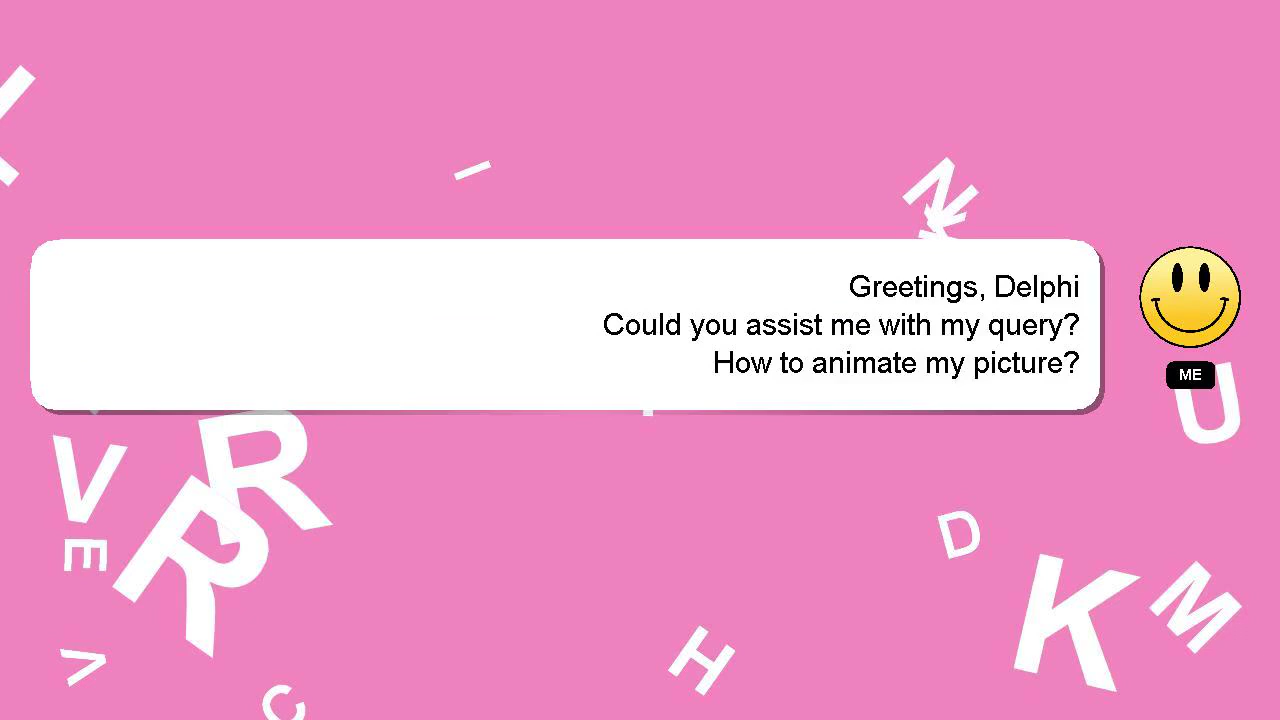 I
N
K
Greetings, Delphi
Could you assist me with my query?
How to animate my picture?
ME
U
V
R
R
E
D
K
M
V
H
C